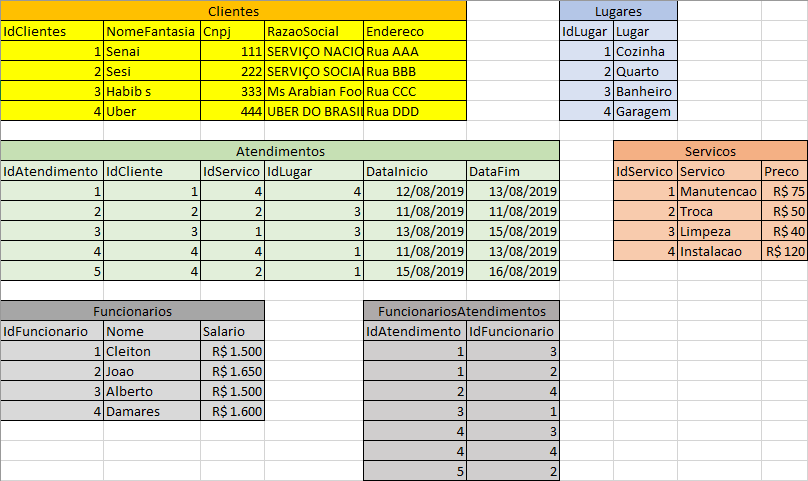 Clientes
IdClientes NomeFantasia Cnpj RazaoSocial Endereco
1 Senai 111 SERVIÇO NACIO Rua AAA
2 Sesi 222 SERVIÇO SOCIA Rua BBB
3 Habib s 333 Ms Arabian Foo Rua CCC
4 Uber 444 UBER DO BRASIL Rua DDD
Lugares
IdLugar Lugar
1 Cozinha
2 Quarto
3 Banheiro
4 Garagem
Atendimentos
IdAtendimento IdCliente IdServico IdLugar DataInicio DataFim
1 1 4 4 12/08/2019 13/08/2019
2 2 2 3 11/08/2019 11/08/2019
3 3 1 3 13/08/2019 15/08/2019
4 4 4 1 11/08/2019 13/08/2019
5 4 2 1 15/08/2019 16/08/2019
Servicos
IdServico Servico Preco
1 Manutencao R$ 75
2 Troca R$ 50
3 Limpeza R$ 40
4 Instalacao R$ 120
Funcionarios
IdFuncionario Nome Salario
1 Cleiton R$ 1.500
2 Joao R$ 1.650
3 Alberto R$ 1.500
4 Damares R$ 1.600
FuncionariosAtendimentos
IdAtendimento IdFuncionario
1 3
1 2
2 4
3 1
4 3
4 4
5 2